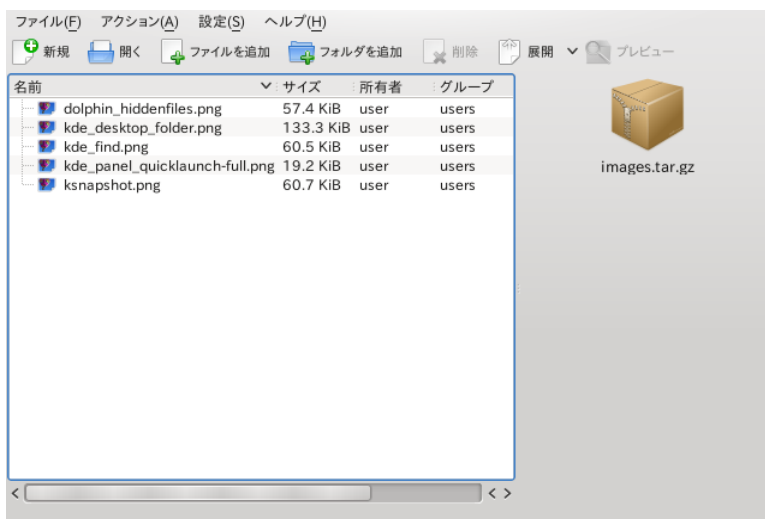 ファイル(F) アクション(A) 設定(S) ヘルプ(H)
新規 開く ファイルを追加 フォルダを追加 削除 展開 プレビュー
名前 サイズ 所有者 グループ
dolphin_hiddenfiles.png 57.4 KiB user users
kde_desktop_folder.png 133.3 KiB user users
kde_find.png 60.5 KiB user users
kde_panel_quicklaunch-full.png 19.2 KiB user users
ksnapshot.png 60.7 KiB user users
images.tar.gz